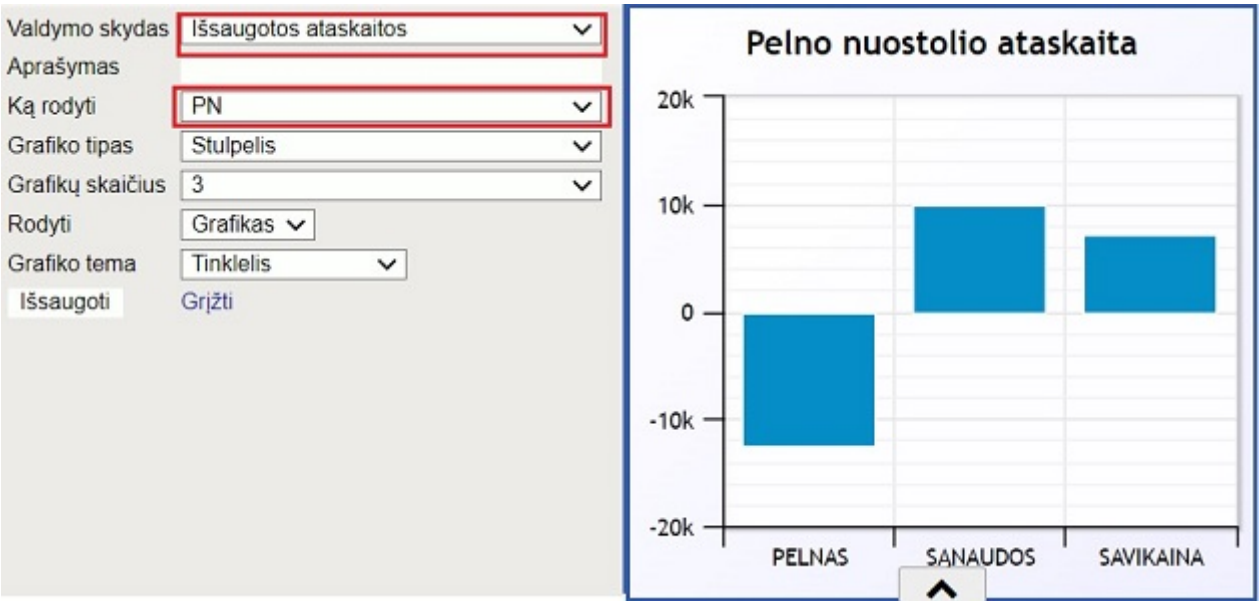 Valdymo skydas Išsaugotos ataskaitos
Aprašymas
Ką rodyti PN
Grafiko tipas Stulpelis
Grafikų skaičius 3
Rodyti Grafikas
Grafiko tema Tinklelis
Išsaugoti Grįžti
Pelno nuostolio ataskaita
20k
10k
0
-10k
-20k
PELNAS SĄNAUDOS SAVIKAINA